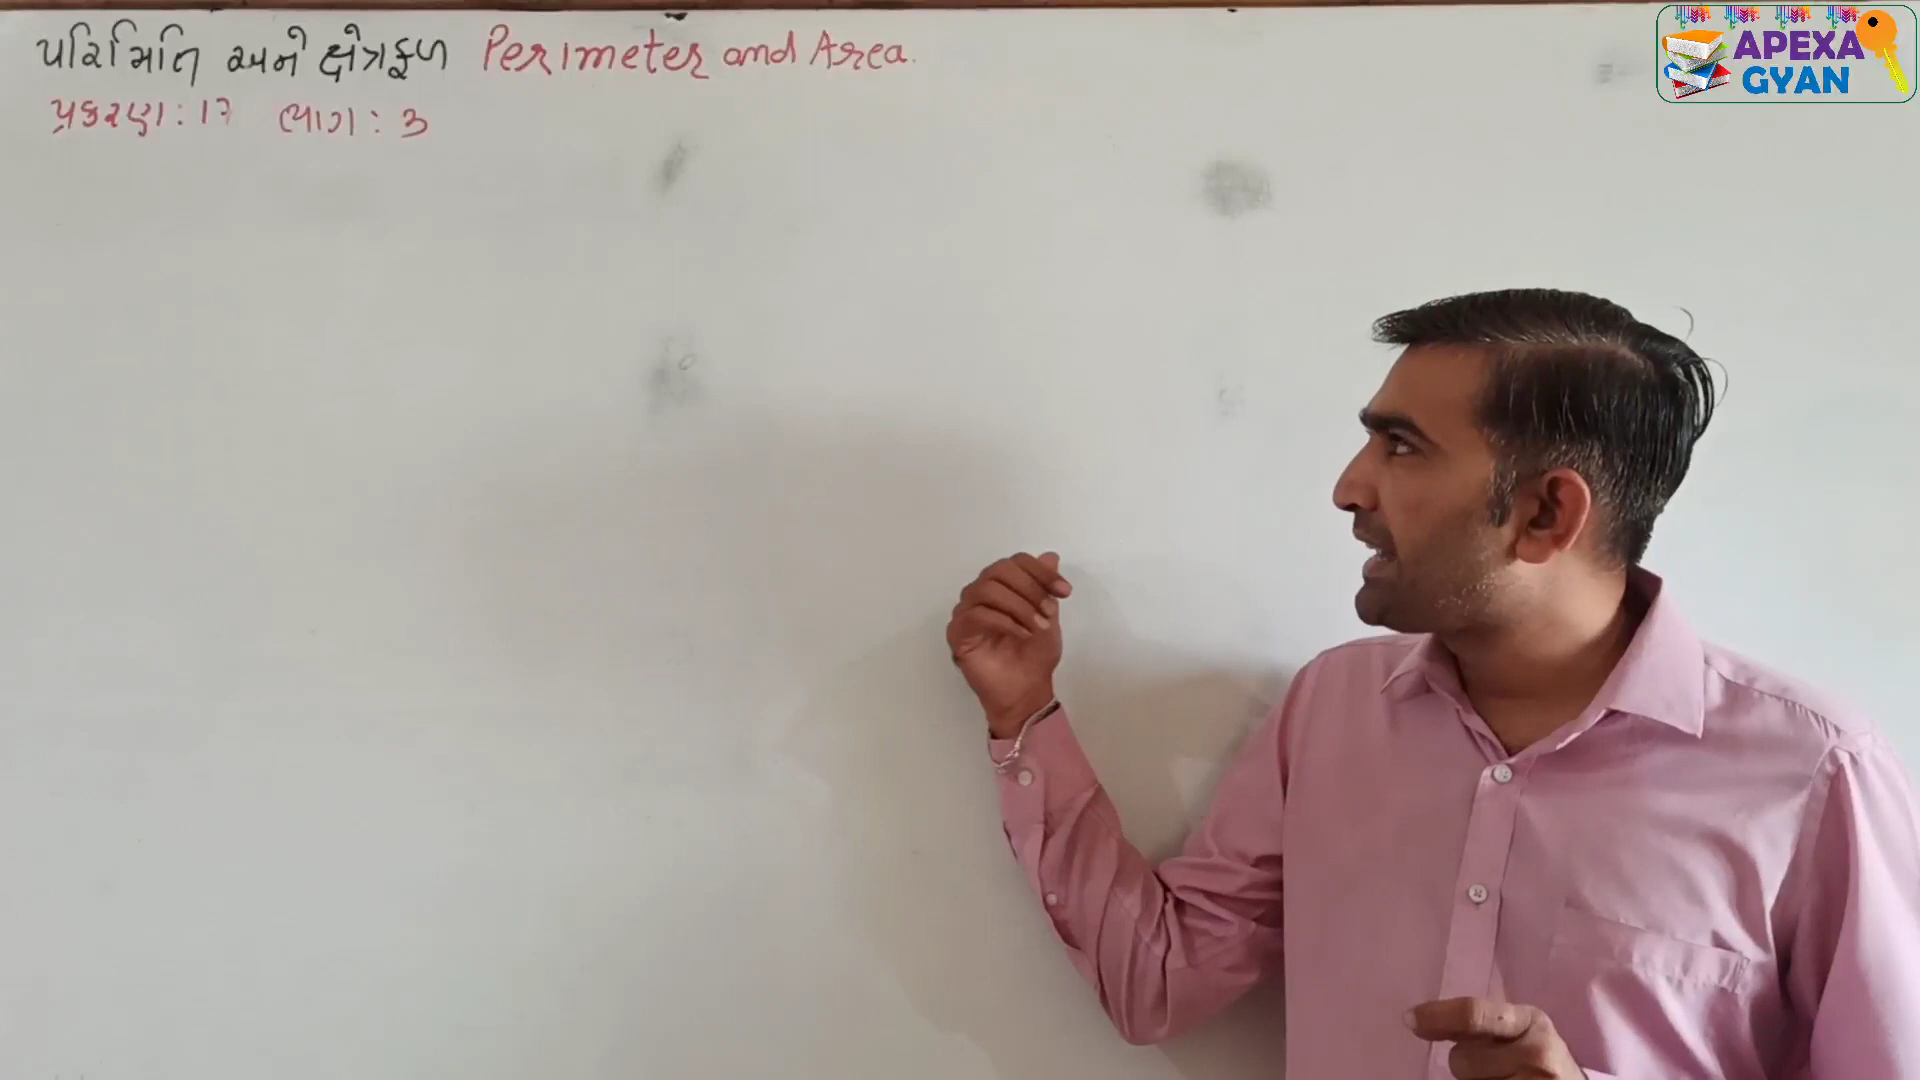 પરિમિતિ અને ક્ષેત્રફળ Perimeter and Area.
પ્રકરણ : 17 ભાગ : 3
APEXA
GYAN